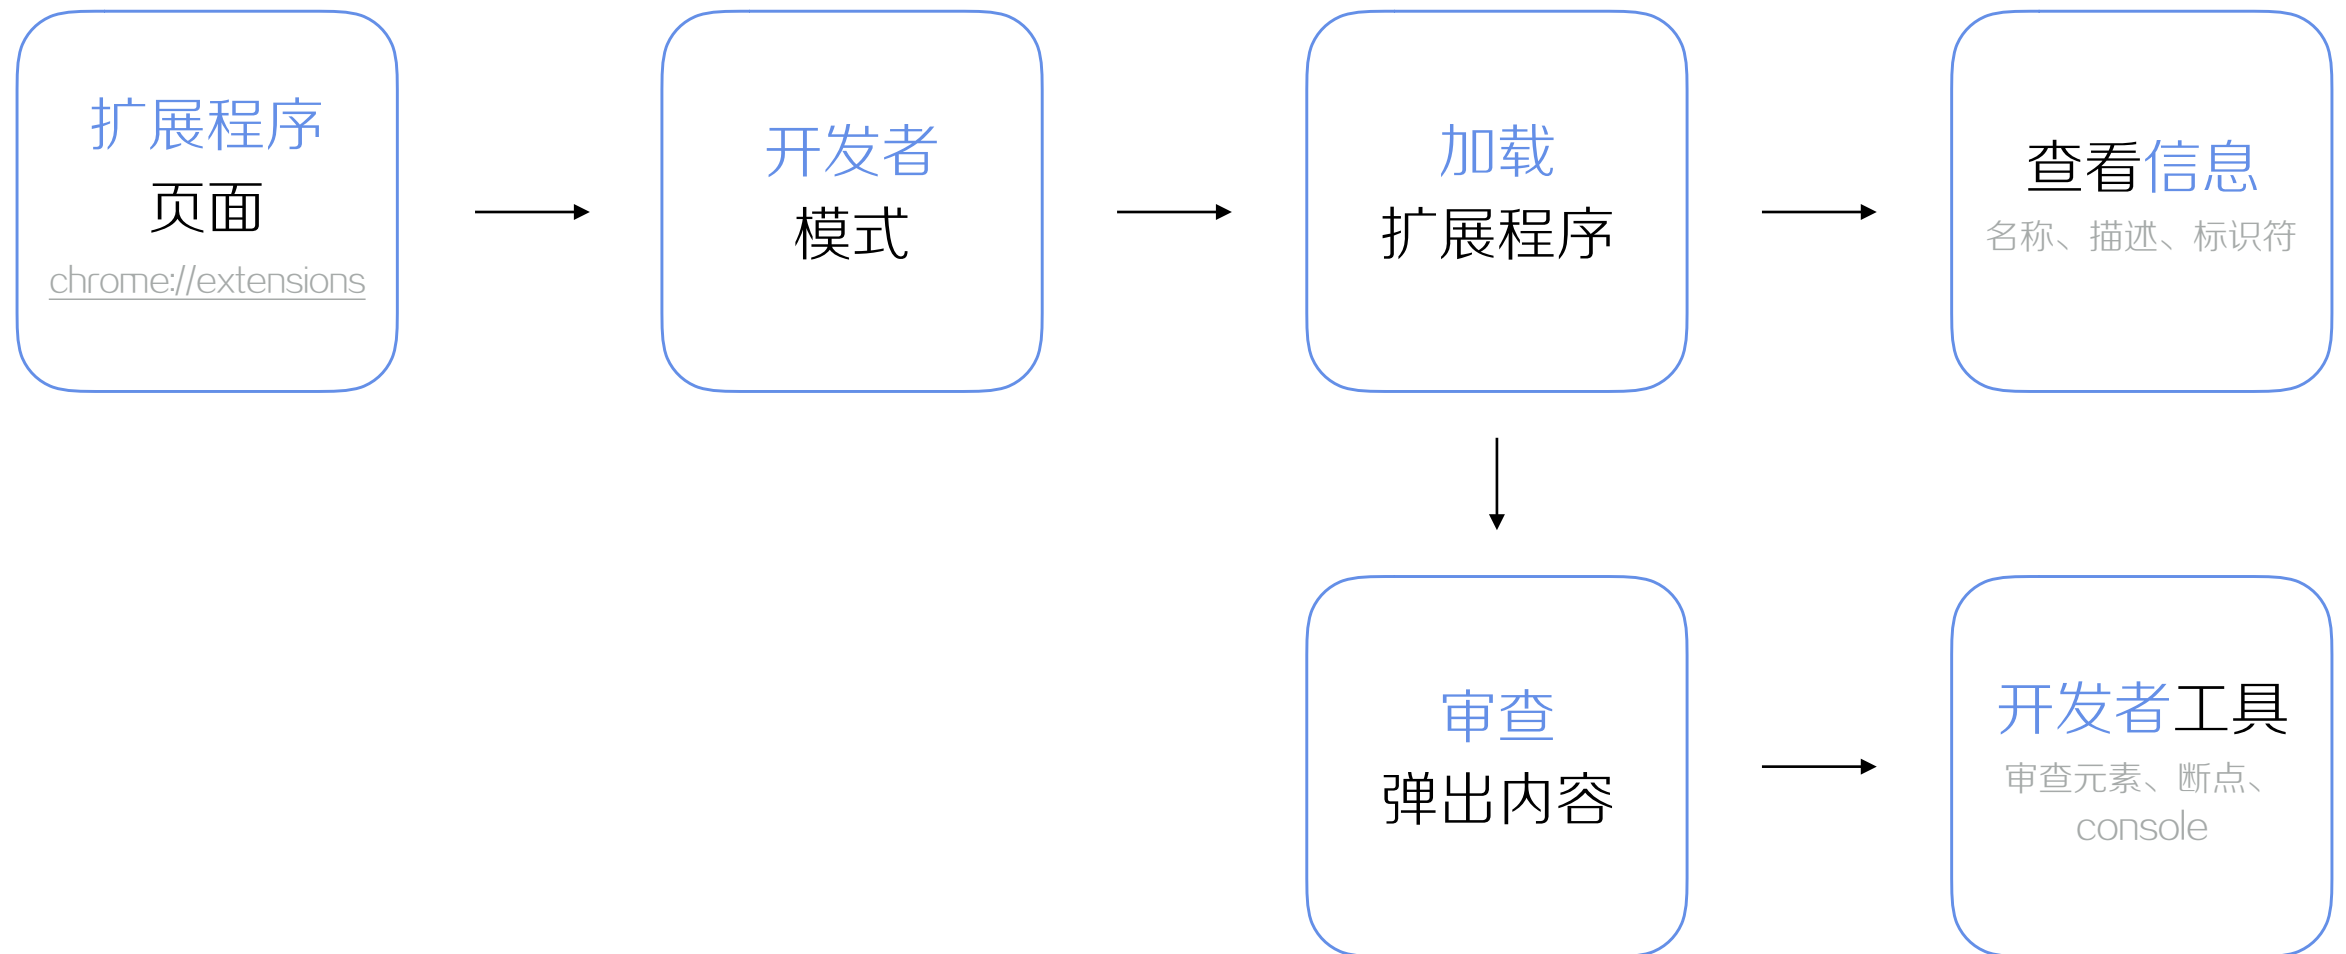 扩展程序
页面
chrome://extensions
开发者
模式
加载
扩展程序
查看信息
名称、描述、标识符
审查
弹出内容
开发者工具
审查元素、断点、
console